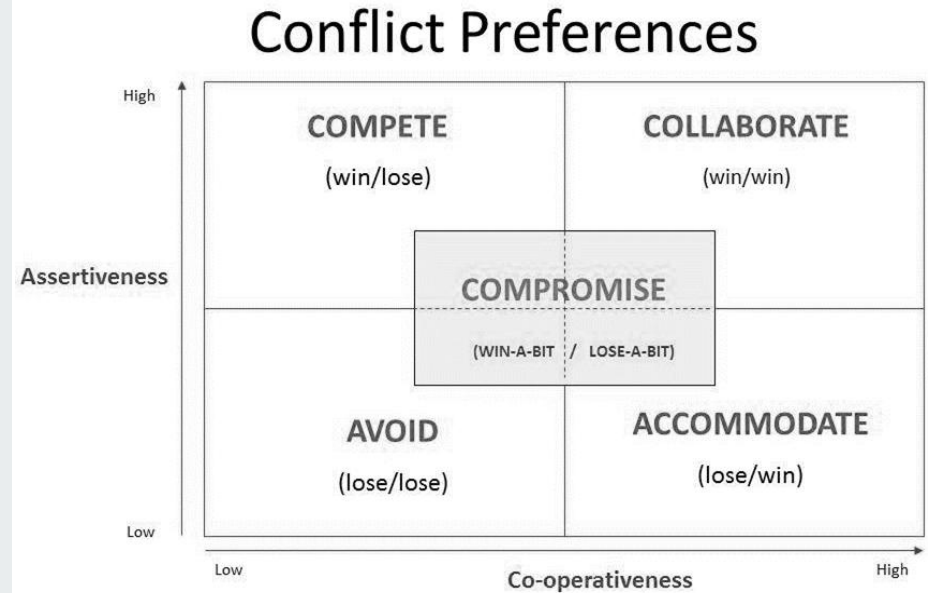 Conflict Preferences
High
COMPETE
(win/lose)
COLLABORATE
(win/win)
Assertiveness
COMPROMISE
(WIN-A-BIT / LOSE-A-BIT)
AVOID
(lose/lose)
ACCOMMODATE
(lose/win)
Low
Low
Co-operativeness
High